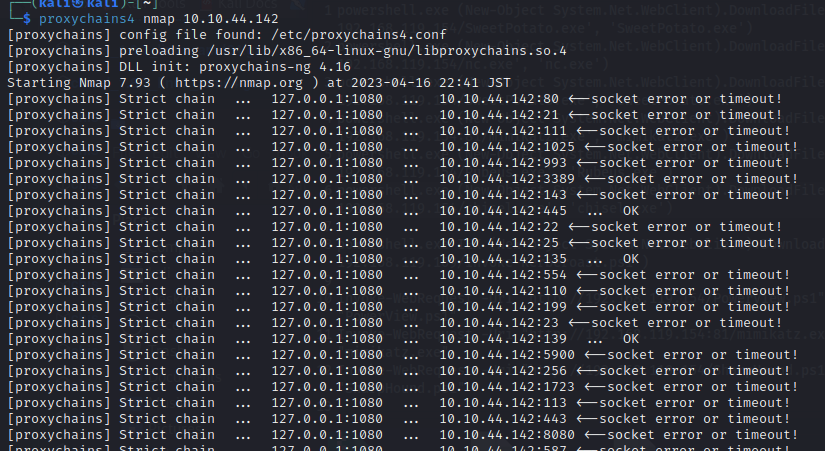 ┌──(kali㉿kali)-[~]
└─$ proxychains4 nmap 10.10.44.142
[proxychains] config file found: /etc/proxychains4.conf
[proxychains] preloading /usr/lib/x86_64-linux-gnu/libproxychains.so.4
[proxychains] DLL init: proxychains-ng 4.16
Starting Nmap 7.93 ( https://nmap.org ) at 2023-04-16 22:41 JST
[proxychains] Strict chain  ...  127.0.0.1:1080  ...  10.10.44.142:80 <--socket error or timeout!
[proxychains] Strict chain  ...  127.0.0.1:1080  ...  10.10.44.142:21 <--socket error or timeout!
[proxychains] Strict chain  ...  127.0.0.1:1080  ...  10.10.44.142:111 <--socket error or timeout!
[proxychains] Strict chain  ...  127.0.0.1:1080  ...  10.10.44.142:1025 <--socket error or timeout!
[proxychains] Strict chain  ...  127.0.0.1:1080  ...  10.10.44.142:993 <--socket error or timeout!
[proxychains] Strict chain  ...  127.0.0.1:1080  ...  10.10.44.142:3389 <--socket error or timeout!
[proxychains] Strict chain  ...  127.0.0.1:1080  ...  10.10.44.142:143 <--socket error or timeout!
[proxychains] Strict chain  ...  127.0.0.1:1080  ...  10.10.44.142:445  ...  OK
[proxychains] Strict chain  ...  127.0.0.1:1080  ...  10.10.44.142:22 <--socket error or timeout!
[proxychains] Strict chain  ...  127.0.0.1:1080  ...  10.10.44.142:25 <--socket error or timeout!
[proxychains] Strict chain  ...  127.0.0.1:1080  ...  10.10.44.142:135  ...  OK
[proxychains] Strict chain  ...  127.0.0.1:1080  ...  10.10.44.142:554 <--socket error or timeout!
[proxychains] Strict chain  ...  127.0.0.1:1080  ...  10.10.44.142:110 <--socket error or timeout!
[proxychains] Strict chain  ...  127.0.0.1:1080  ...  10.10.44.142:199 <--socket error or timeout!
[proxychains] Strict chain  ...  127.0.0.1:1080  ...  10.10.44.142:23 <--socket error or timeout!
[proxychains] Strict chain  ...  127.0.0.1:1080  ...  10.10.44.142:139  ...  OK
[proxychains] Strict chain  ...  127.0.0.1:1080  ...  10.10.44.142:5900 <--socket error or timeout!
[proxychains] Strict chain  ...  127.0.0.1:1080  ...  10.10.44.142:256 <--socket error or timeout!
[proxychains] Strict chain  ...  127.0.0.1:1080  ...  10.10.44.142:1723 <--socket error or timeout!
[proxychains] Strict chain  ...  127.0.0.1:1080  ...  10.10.44.142:113 <--socket error or timeout!
[proxychains] Strict chain  ...  127.0.0.1:1080  ...  10.10.44.142:443 <--socket error or timeout!
[proxychains] Strict chain  ...  127.0.0.1:1080  ...  10.10.44.142:8080 <--socket error or timeout!
[proxychains] Strict chain  ...  127.0.0.1:1080  ...  10.10.44.142:587 <--socket error or timeout!